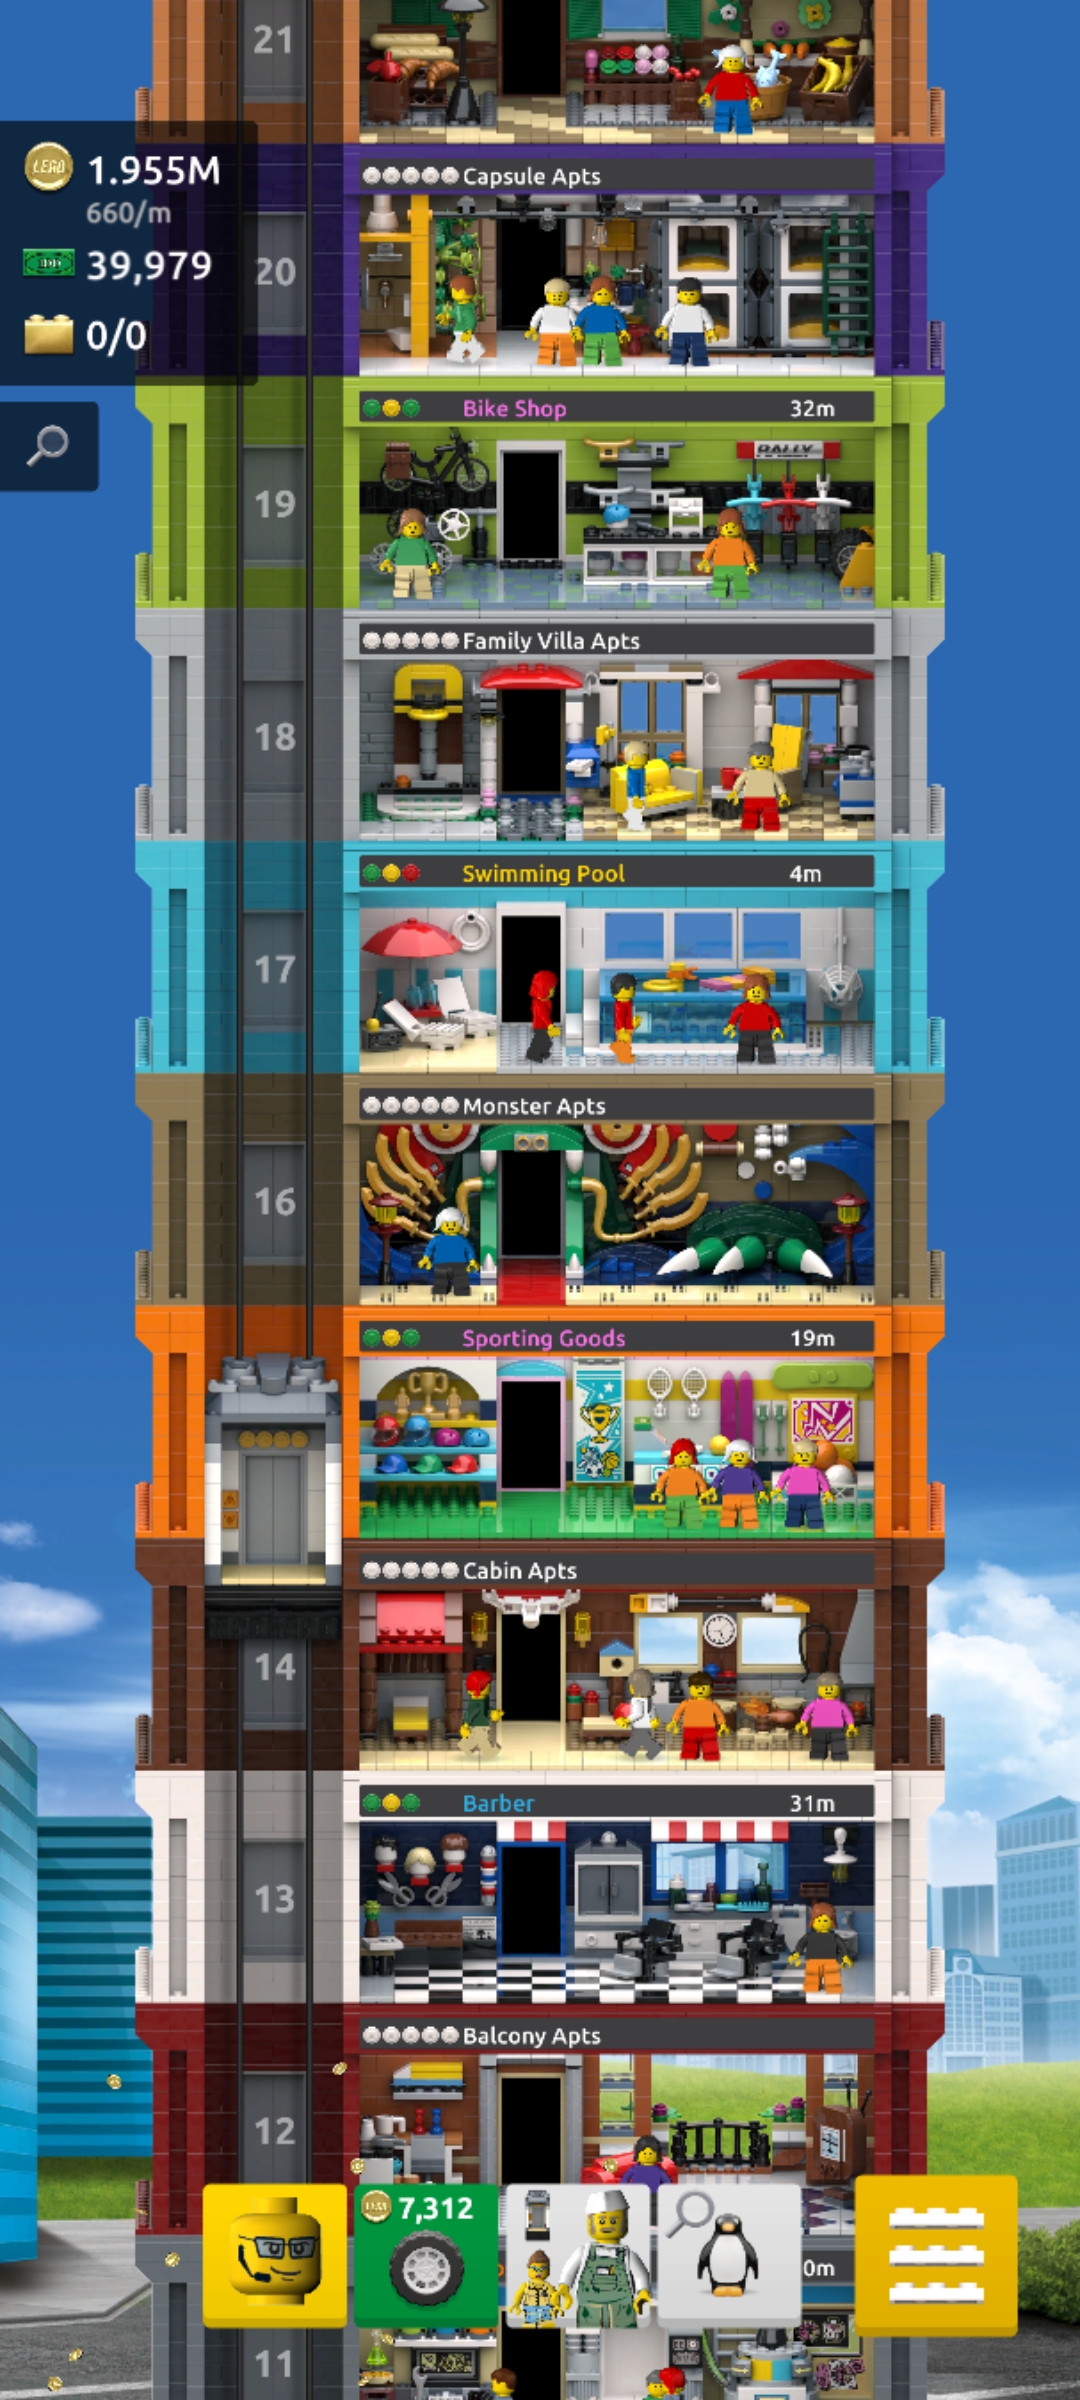 21
LEGO 1.955M
660/m
39,979
0/0
Capsule Apts
20
Bike Shop 32m
RALLY
19
Family Villa Apts
18
Swimming Pool 4m
17
Monster Apts
16
Sporting Goods 19m
Cabin Apts
14
Barber 31m
13
Balcony Apts
12
7,312
0m
11